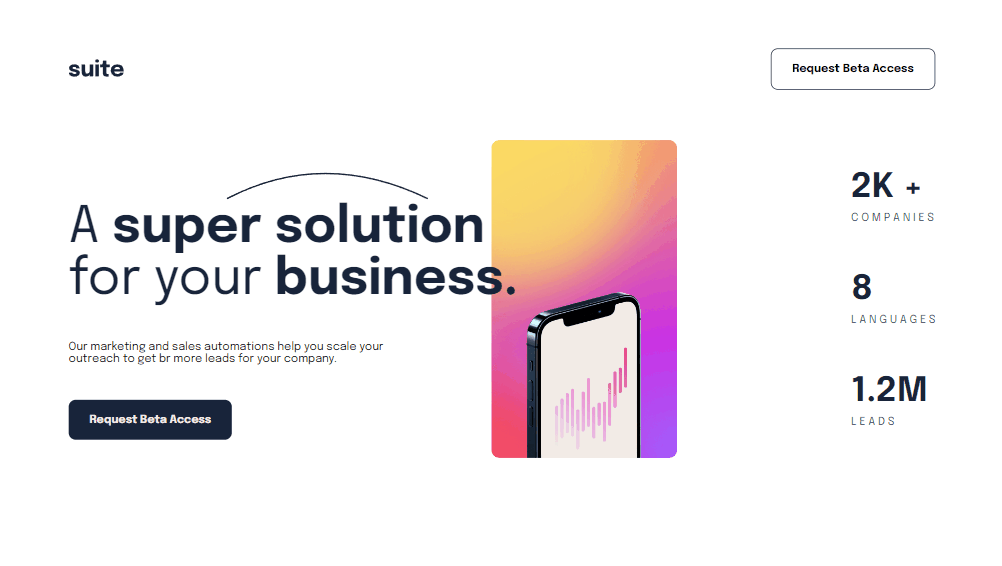 suite
Request Beta Access
A super solution
for your business.
Our marketing and sales automations help you scale your
outreach to get br more leads for your company.
Request Beta Access
2K +
COMPANIES
8
LANGUAGES
1.2M
LEADS